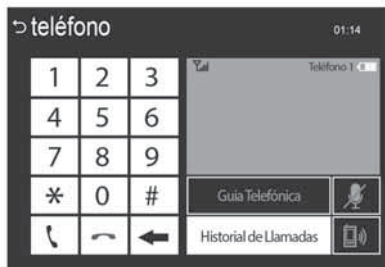 teléfono
01:14
1 2 3
Teléfono 1
4 5 6
7 8 9
* 0 #
Guia Telefónica
Historial de Llamadas